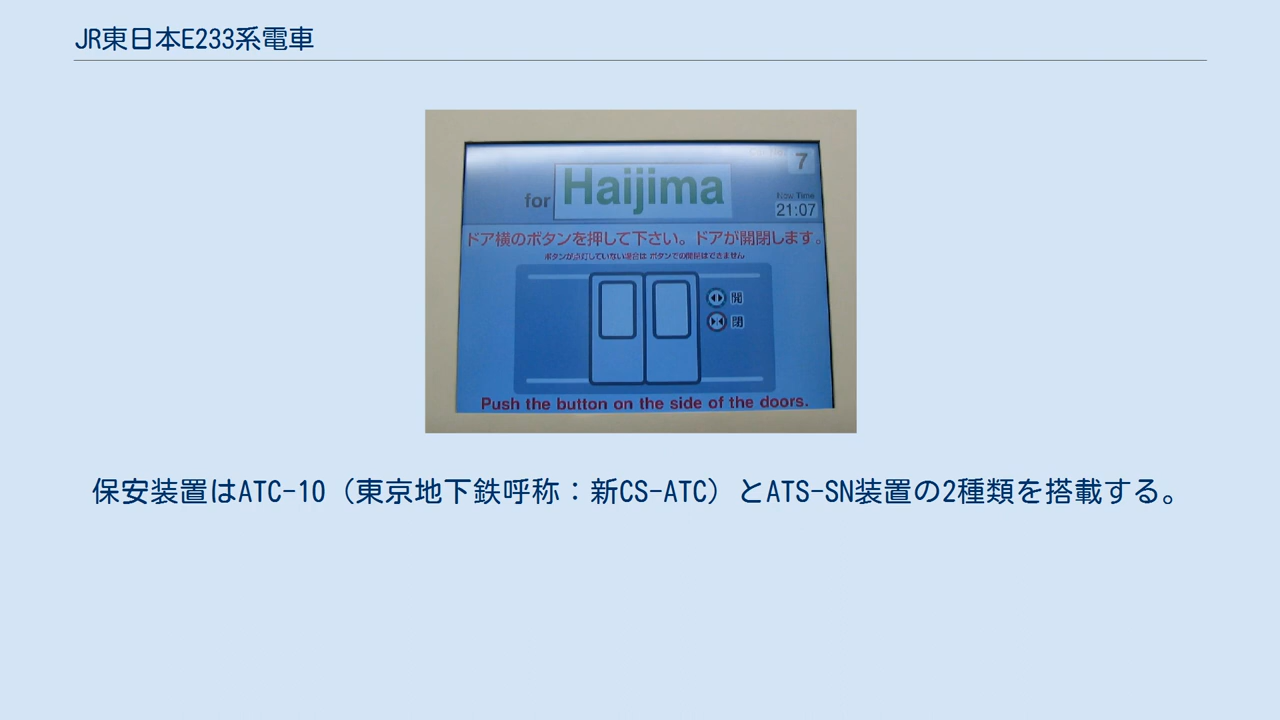 JR東日本E233系電車
7
for Haijima
Now Time
21:07
ドア横のボタンを押して下さい。ドアが開閉します。
ボタンが点灯していない場合は ボタンでの開閉はできません
開
閉
Push the button on the side of the doors.
保安装置はATC-10（東京地下鉄呼称：新CS-ATC）とATS-SN装置の2種類を搭載する。